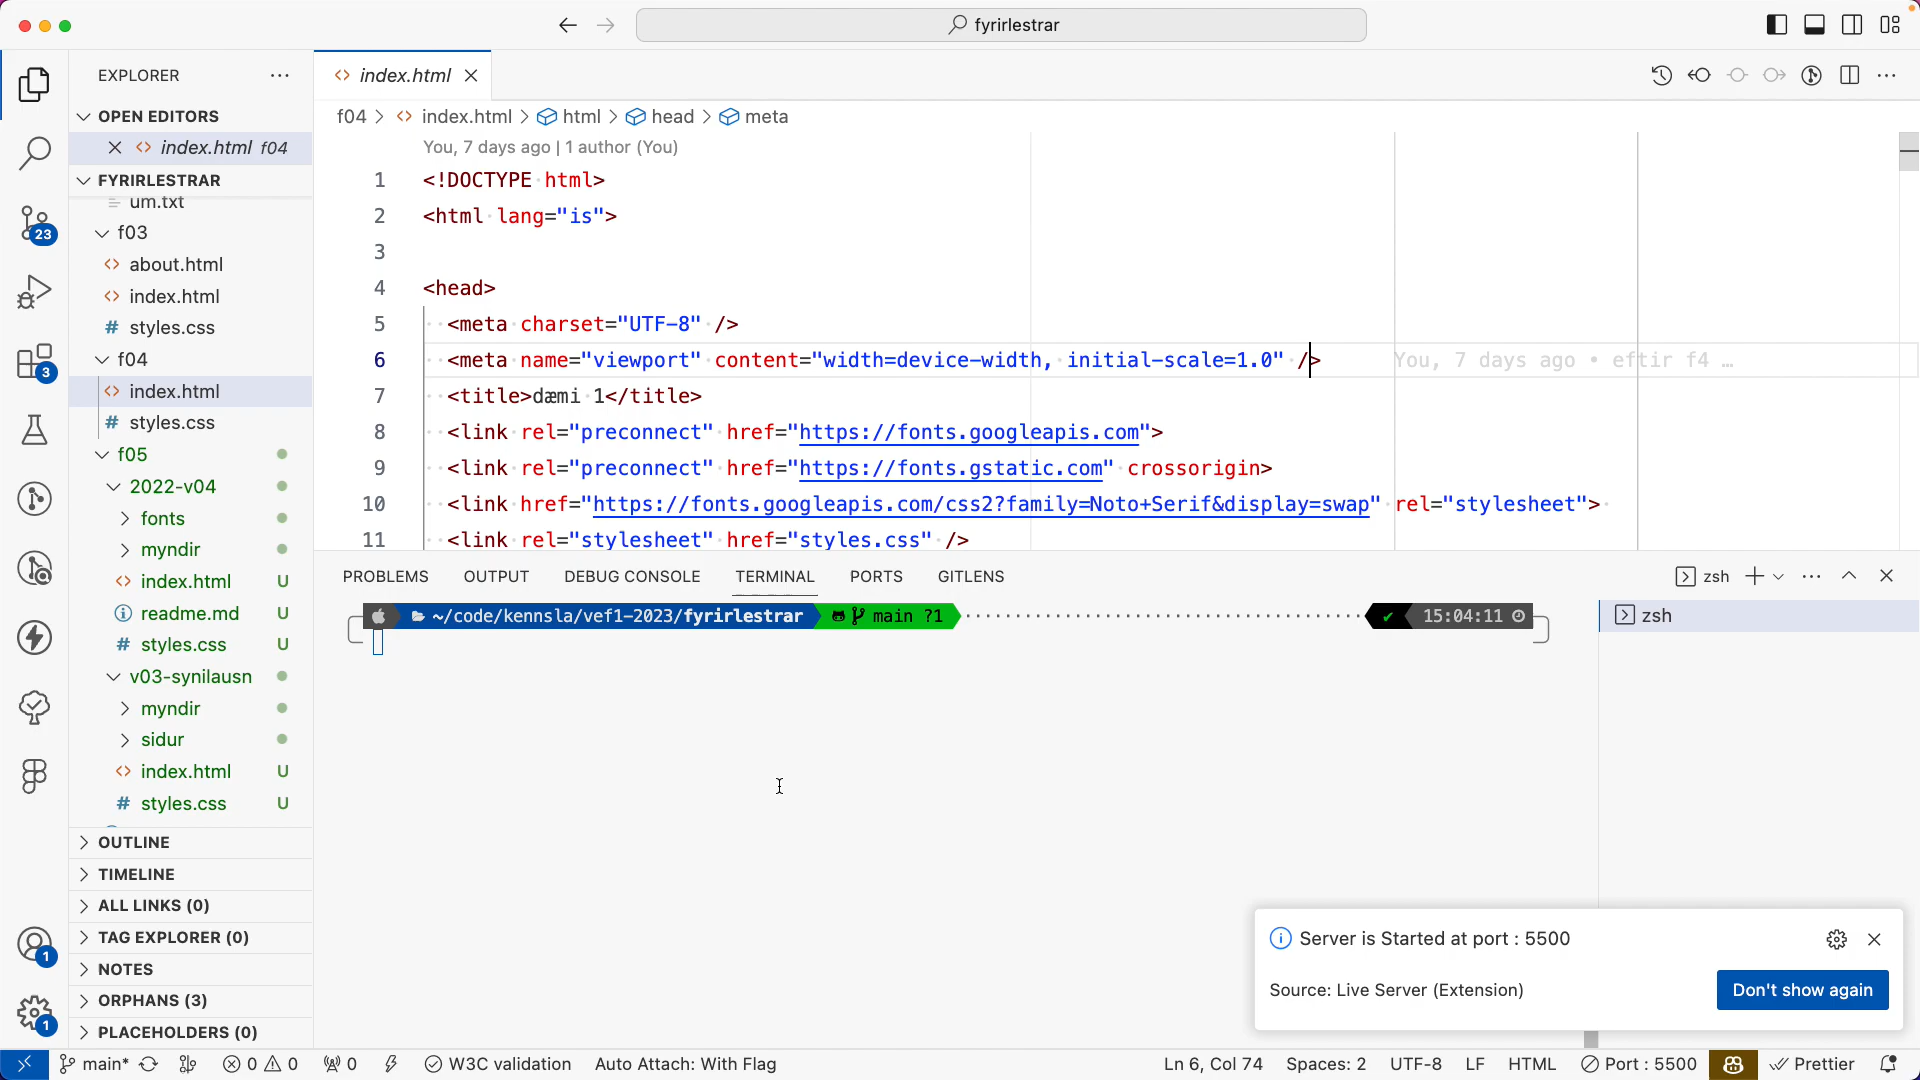 fyrirlestrar
EXPLORER
OPEN EDITORS
index.html f04
FYRIRLESTRAR
um.txt
f03
about.html
index.html
styles.css
f04
index.html
styles.css
f05
2022-v04
fonts
myndir
index.html U
readme.md U
styles.css U
v03-synilausn
myndir
sidur
index.html U
styles.css U
OUTLINE
TIMELINE
ALL LINKS (0)
TAG EXPLORER (0)
NOTES
ORPHANS (3)
PLACEHOLDERS (0)
23
3
1
1
index.html
f04 > index.html > html > head > meta
You, 7 days ago | 1 author (You)
1 <!DOCTYPE html>
2 <html lang="is">
3
4 <head>
5 <meta charset="UTF-8" />
6 <meta name="viewport" content="width=device-width, initial-scale=1.0" /> You, 7 days ago • eftir f4 …
7 <title>dæmi 1</title>
8 <link rel="preconnect" href="https://fonts.googleapis.com">
9 <link rel="preconnect" href="https://fonts.gstatic.com" crossorigin>
10 <link href="https://fonts.googleapis.com/css2?family=Noto+Serif&display=swap" rel="stylesheet">
11 <link rel="stylesheet" href="styles.css" />
PROBLEMS OUTPUT DEBUG CONSOLE TERMINAL PORTS GITLENS
zsh
~/code/kennsla/vef1-2023/fyrirlestrar main ?1 15:04:11
zsh
Server is Started at port : 5500
Source: Live Server (Extension)
Don't show again
main* 0 0 0 W3C validation Auto Attach: With Flag Ln 6, Col 74 Spaces: 2 UTF-8 LF HTML Port : 5500 Prettier